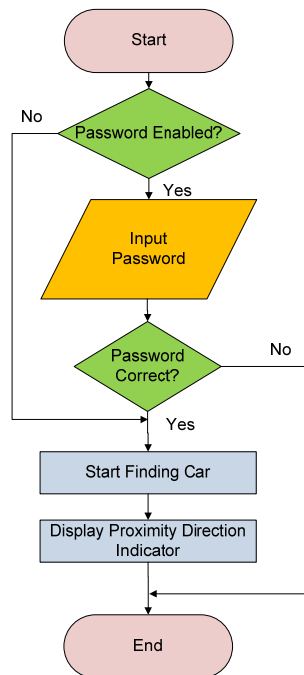 Start
No
Password Enabled?
Yes
Input
Password
Password
Correct?
No
Yes
Start Finding Car
Display Proximity Direction
Indicator
End